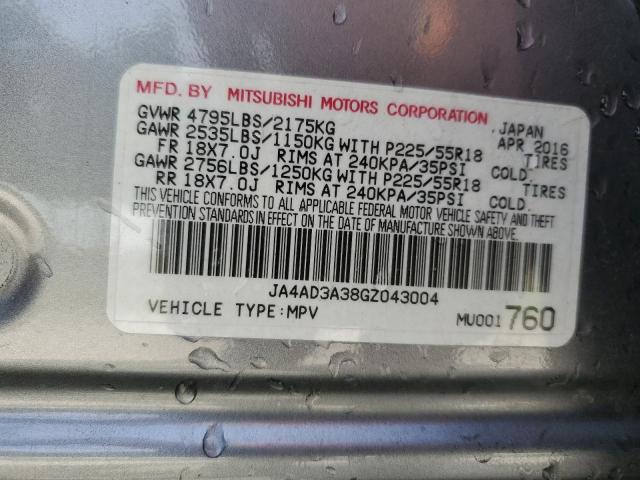 MFD. BY MITSUBISHI MOTORS CORPORATION
GVWR 4795LBS/2175KG JAPAN APR 2016
GAWR 2535LBS/1150KG WITH P225/55R18 TIRES
FR 18X7.0J RIMS AT 240KPA/35PSI COLD.
GAWR 2756LBS/1250KG WITH P225/55R18 TIRES
RR 18X7.0J RIMS AT 240KPA/35PSI COLD.
THIS VEHICLE CONFORMS TO ALL APPLICABLE FEDERAL MOTOR VEHICLE SAFETY AND THEFT
PREVENTION STANDARDS IN EFFECT ON THE DATE OF MANUFACTURE SHOWN ABOVE.
JA4AD3A38GZ043004
VEHICLE TYPE:MPV MU001760